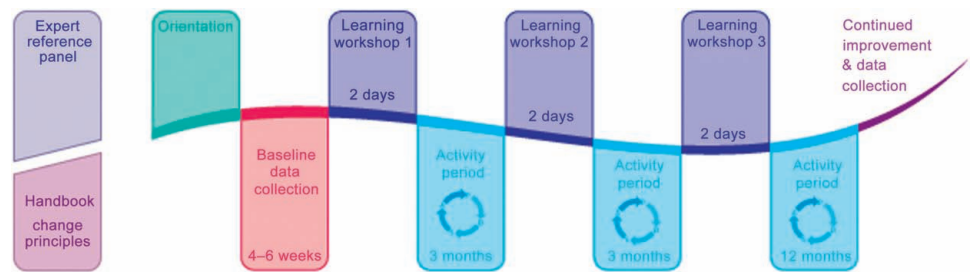 Expert
reference
panel
Handbook
change
principles
Orientation
Baseline
data
collection
4–6 weeks
Learning
workshop 1
2 days
Activity
period
3 months
Learning
workshop 2
2 days
Activity
period
3 months
Learning
workshop 3
2 days
Activity
period
12 months
Continued
improvement
& data
collection